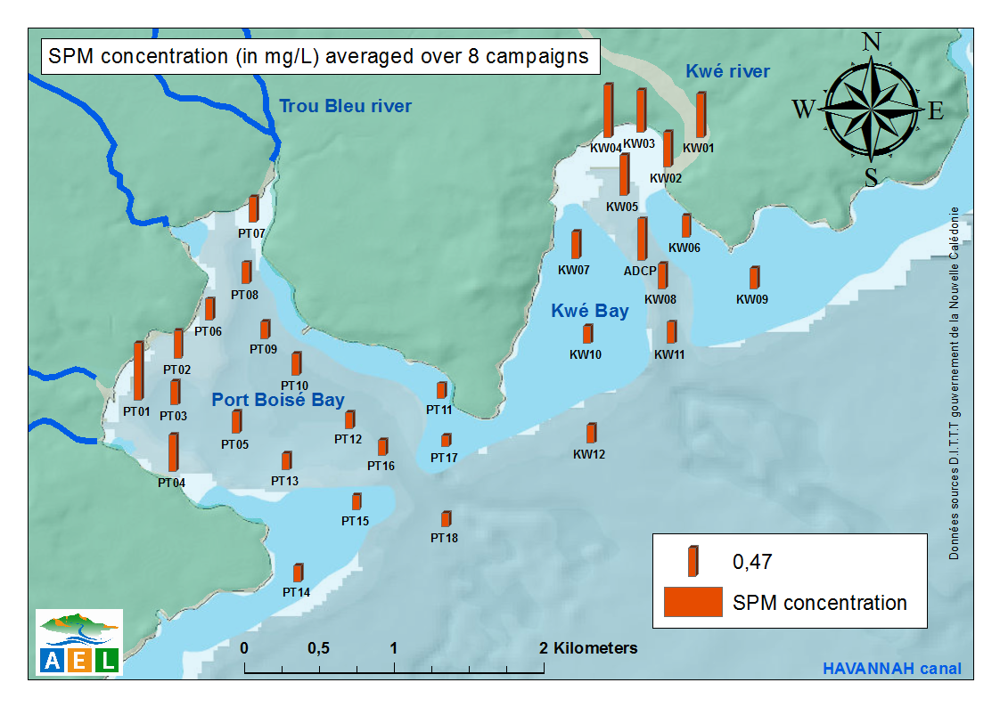 SPM concentration (in mg/L) averaged over 8 campaigns
N
Kwé river
Trou Bleu river
W
E
S
KW04
KW03
KW01
KW02
KW05
PT07
KW06
KW07
ADCP
PT08
KW08
KW09
Kwé Bay
PT06
PT09
KW10
KW11
PT02
PT10
Port Boisé Bay
PT01
PT03
PT11
PT05
PT12
PT17
KW12
PT16
PT04
PT13
PT15
PT18
PT14
Données sources D.I.T.T.T gouvernement de la Nouvelle Calédonie
0,47
SPM concentration
0
0,5
1
2 Kilometers
AEL
HAVANNAH canal